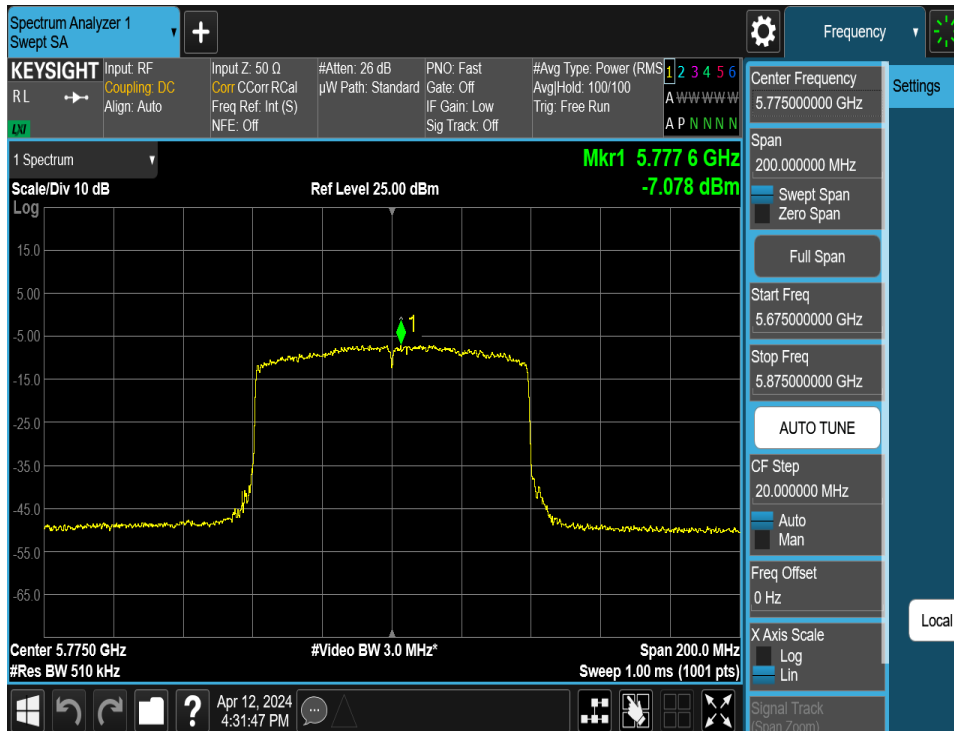 Spectrum Analyzer 1
Swept SA
+
Frequency
KEYSIGHT
R L
LXI
Input: RF
Coupling: DC
Align: Auto
Input Z: 50 Ω
Corr CCorr RCal
Freq Ref: Int (S)
NFE: Off
#Atten: 26 dB
µW Path: Standard
PNO: Fast
Gate: Off
IF Gain: Low
Sig Track: Off
#Avg Type: Power (RMS
Avg|Hold: 100/100
Trig: Free Run
1 2 3 4 5 6
A W W W W W
A P N N N N
1 Spectrum
Mkr1 5.777 6 GHz
-7.078 dBm
Scale/Div 10 dB
Ref Level 25.00 dBm
Log
15.0
5.00
-5.00
-15.0
-25.0
-35.0
-45.0
-55.0
-65.0
1
Center 5.7750 GHz
#Video BW 3.0 MHz*
Span 200.0 MHz
#Res BW 510 kHz
Sweep 1.00 ms (1001 pts)
Center Frequency
5.775000000 GHz
Span
200.000000 MHz
Swept Span
Zero Span
Full Span
Start Freq
5.675000000 GHz
Stop Freq
5.875000000 GHz
AUTO TUNE
CF Step
20.000000 MHz
Auto
Man
Freq Offset
0 Hz
X Axis Scale
Log
Lin
Signal Track
(Span Zoom)
Settings
Local
?
Apr 12, 2024
4:31:47 PM